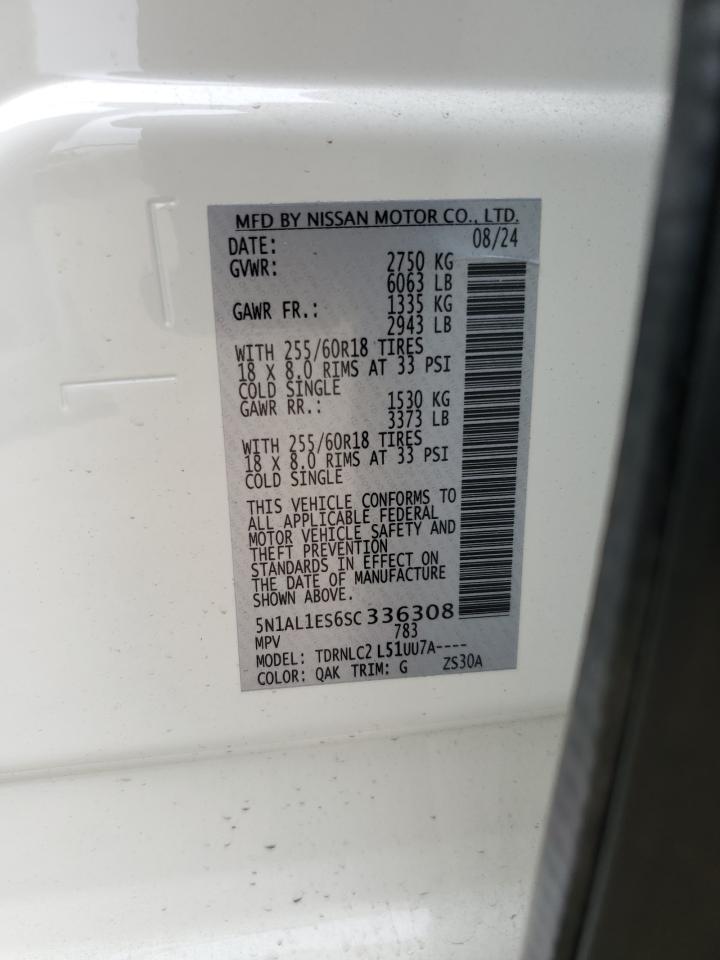 MFD BY NISSAN MOTOR CO., LTD.
DATE: 08/24
GVWR: 2750 KG
6063 LB
GAWR FR.: 1335 KG
2943 LB
WITH 255/60R18 TIRES
18 X 8.0 RIMS AT 33 PSI
COLD SINGLE
GAWR RR.: 1530 KG
3373 LB
WITH 255/60R18 TIRES
18 X 8.0 RIMS AT 33 PSI
COLD SINGLE
THIS VEHICLE CONFORMS TO
ALL APPLICABLE FEDERAL
MOTOR VEHICLE SAFETY AND
THEFT PREVENTION
STANDARDS IN EFFECT ON
THE DATE OF MANUFACTURE
SHOWN ABOVE.
5N1AL1ES6SC336308
MPV 783
MODEL: TDRNLC2 L51UU7A----
COLOR: QAK TRIM: G ZS30A